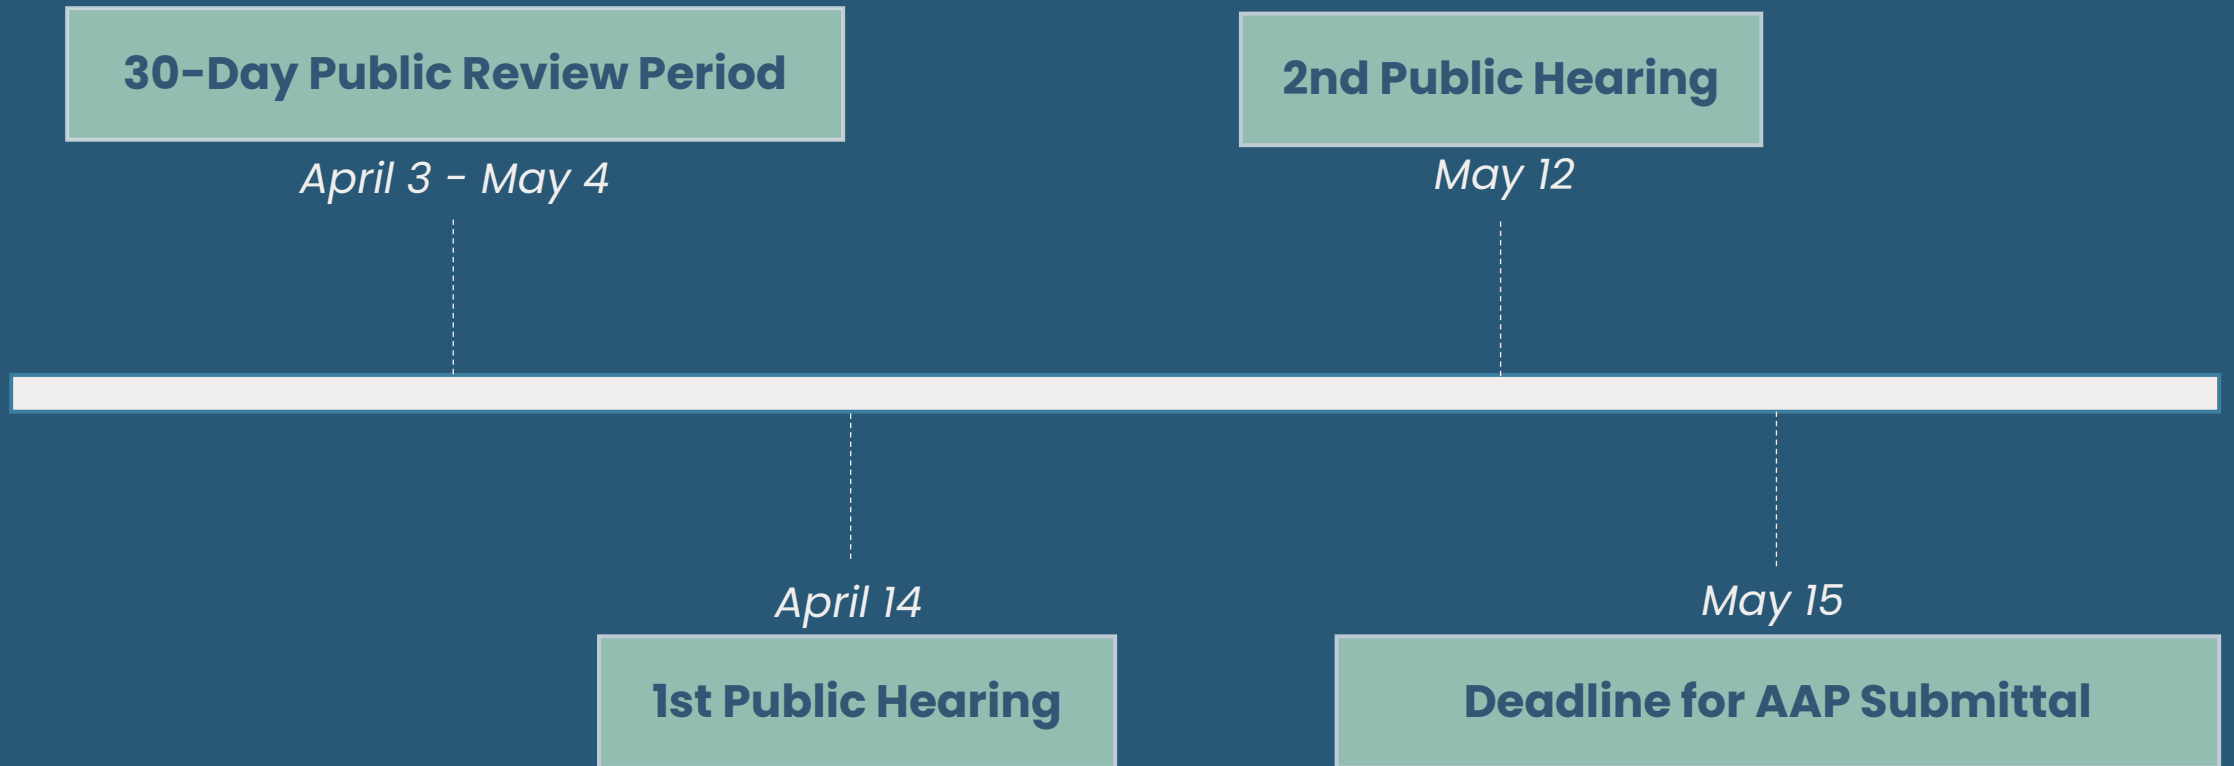 30-Day Public Review Period
April 3 - May 4
2nd Public Hearing
May 12
April 14
1st Public Hearing
May 15
Deadline for AAP Submittal